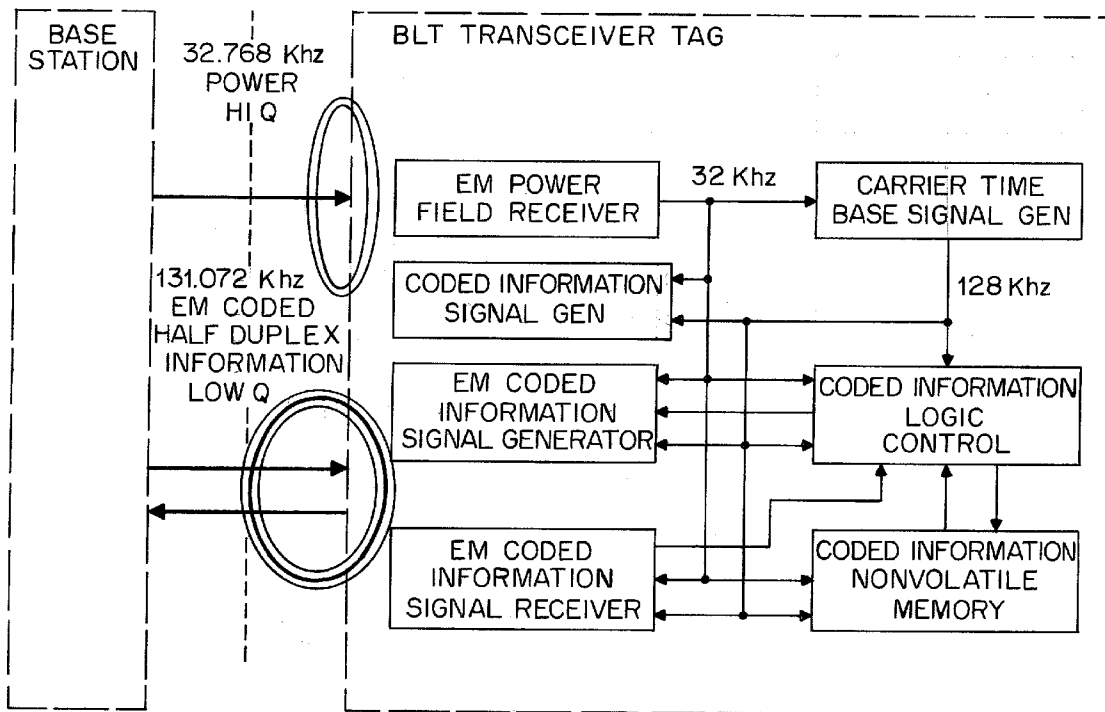 BASE
STATION
32.768 Khz
POWER
HI Q
131.072 Khz
EM CODED
HALF DUPLEX
INFORMATION
LOW Q
BLT TRANSCEIVER TAG
EM POWER
FIELD RECEIVER
32 Khz
CARRIER TIME
BASE SIGNAL GEN
CODED INFORMATION
SIGNAL GEN
128 Khz
EM CODED
INFORMATION
SIGNAL GENERATOR
CODED INFORMATION
LOGIC
CONTROL
EM CODED
INFORMATION
SIGNAL RECEIVER
CODED INFORMATION
NONVOLATILE
MEMORY